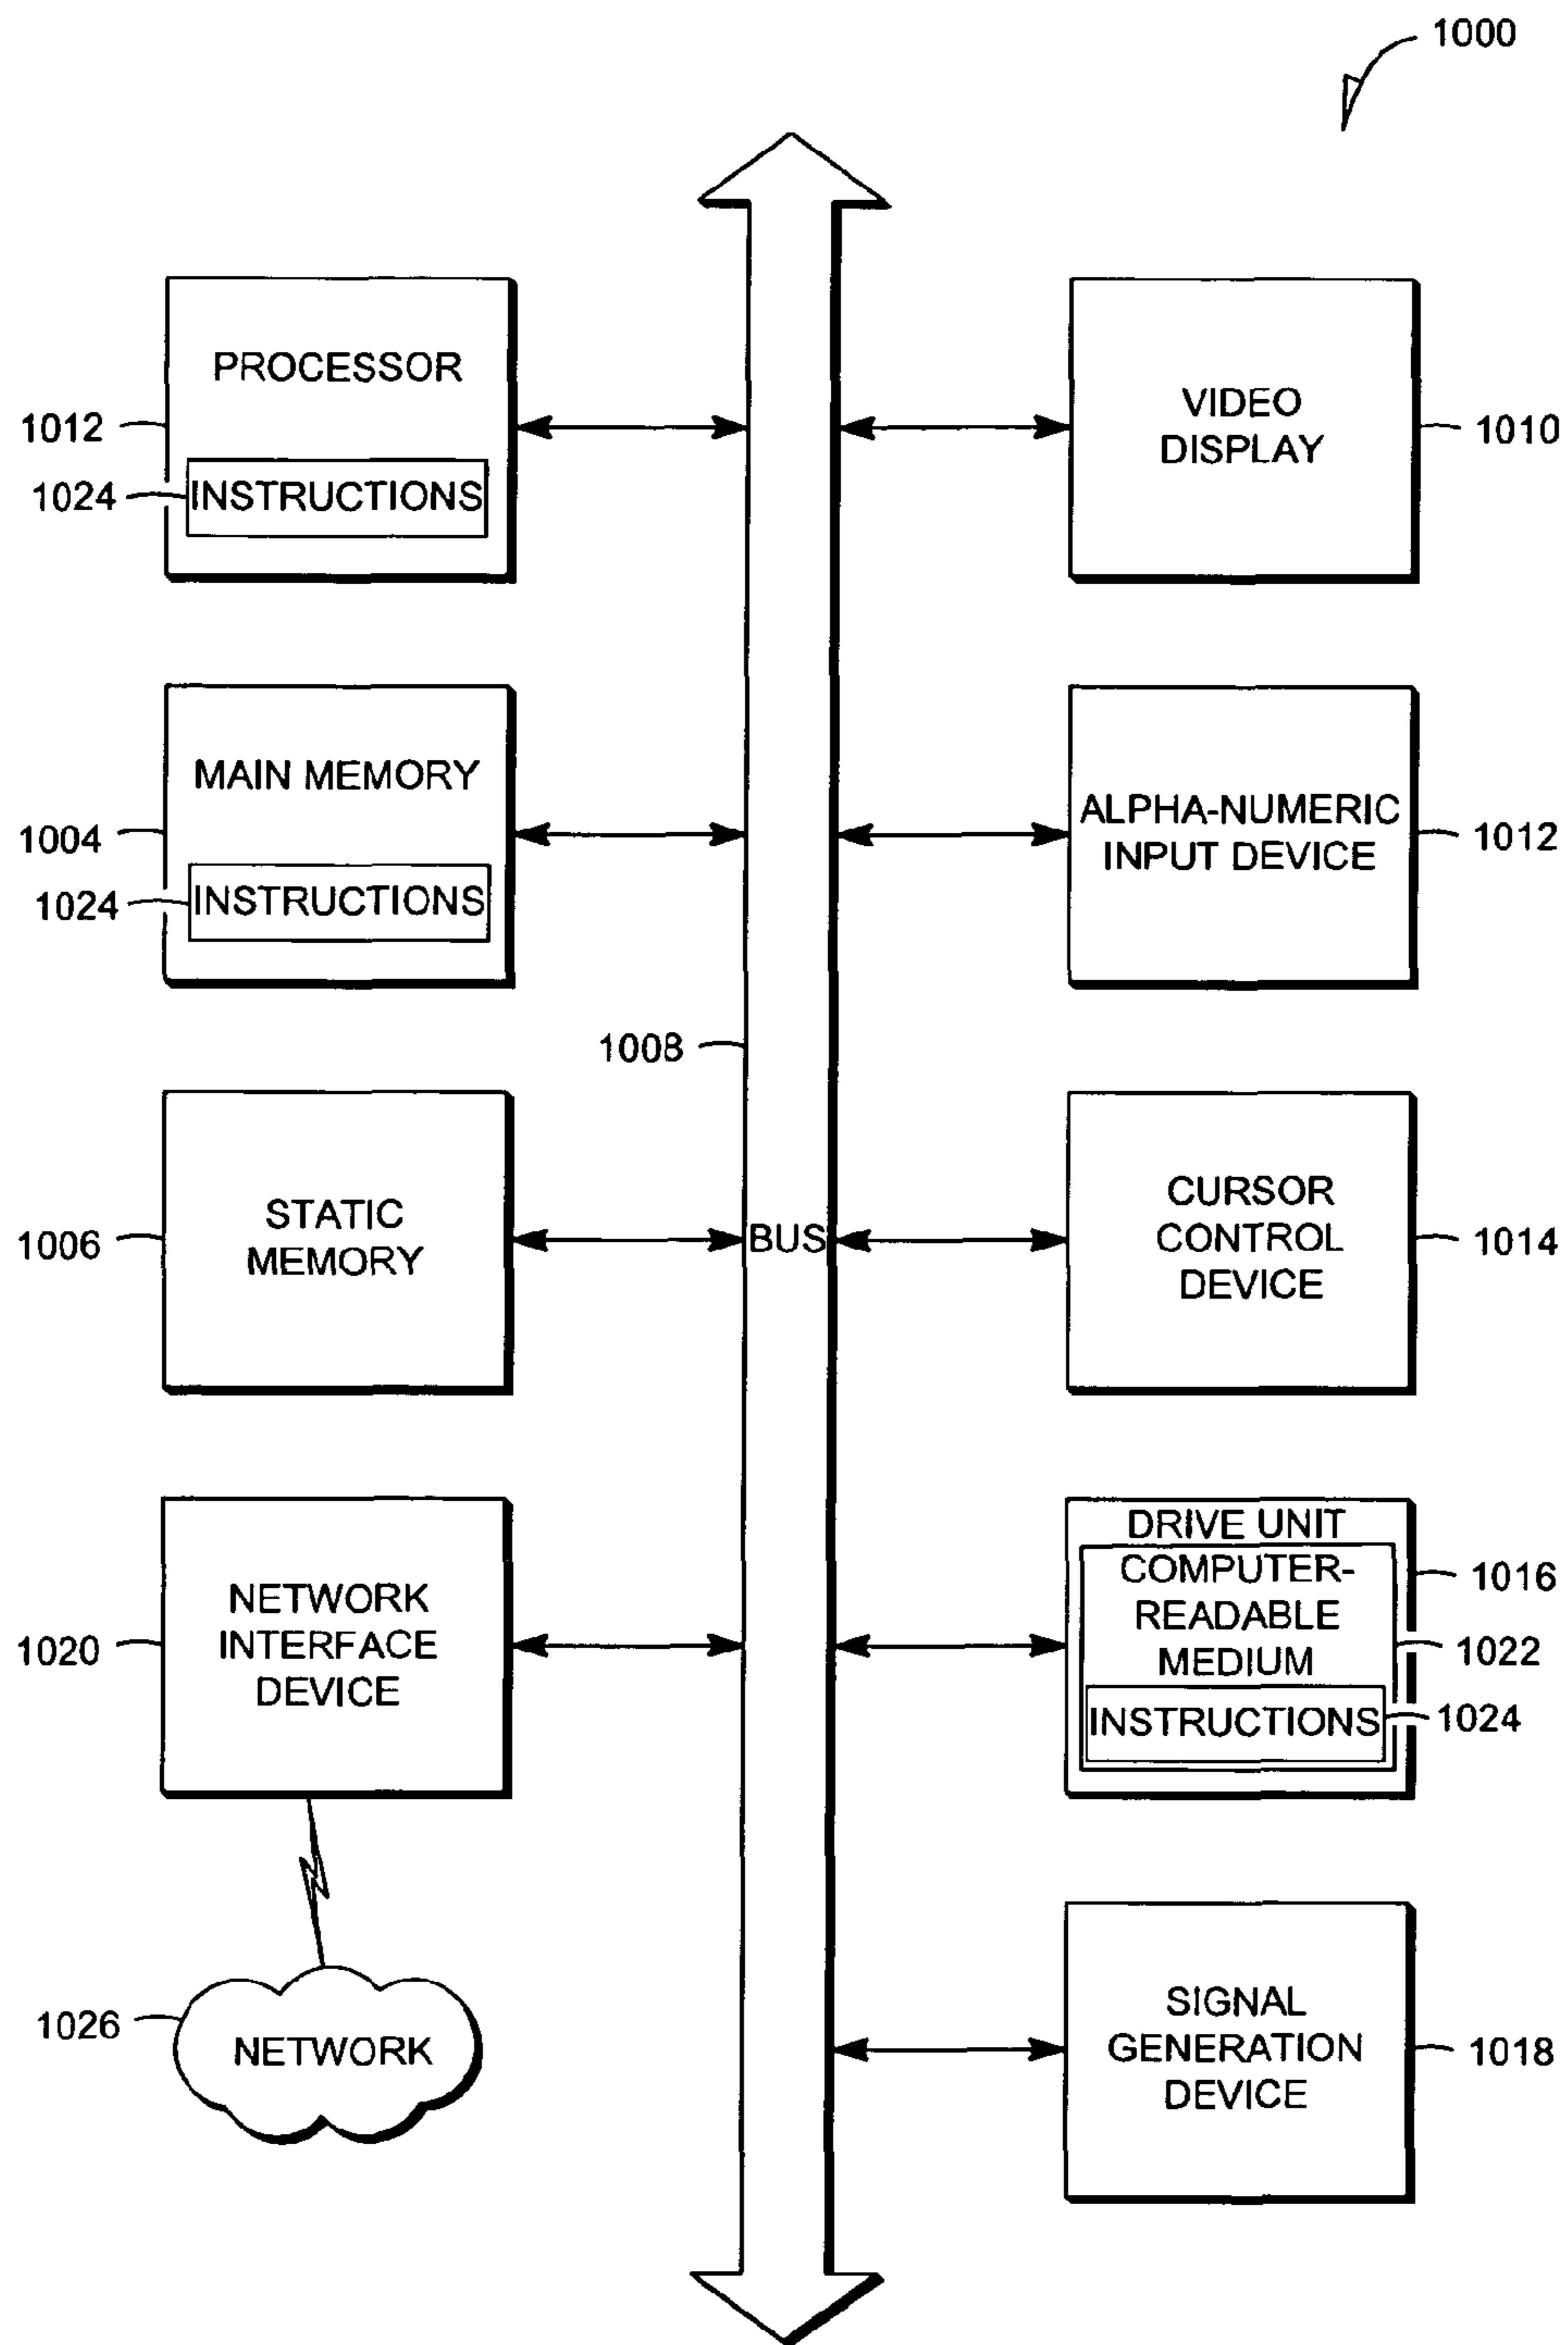 1000
PROCESSOR
1012
1024
INSTRUCTIONS
VIDEO
DISPLAY
1010
MAIN MEMORY
1004
1024
INSTRUCTIONS
ALPHA-NUMERIC
INPUT DEVICE
1012
1008
STATIC
MEMORY
1006
BUS
CURSOR
CONTROL
DEVICE
1014
NETWORK
INTERFACE
DEVICE
1020
DRIVE UNIT
COMPUTER-
READABLE
MEDIUM
INSTRUCTIONS
1016
1022
1024
1026
NETWORK
SIGNAL
GENERATION
DEVICE
1018